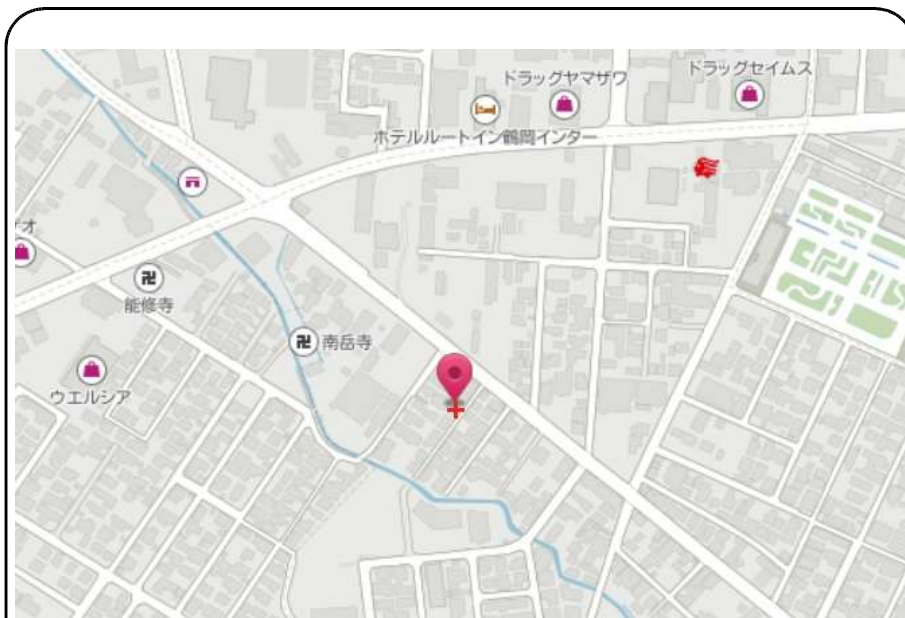 ドラッグセイムス
ドラッグヤマザワ
ホテルルートイン鶴岡インター
オ
能修寺
南岳寺
ウエルシア